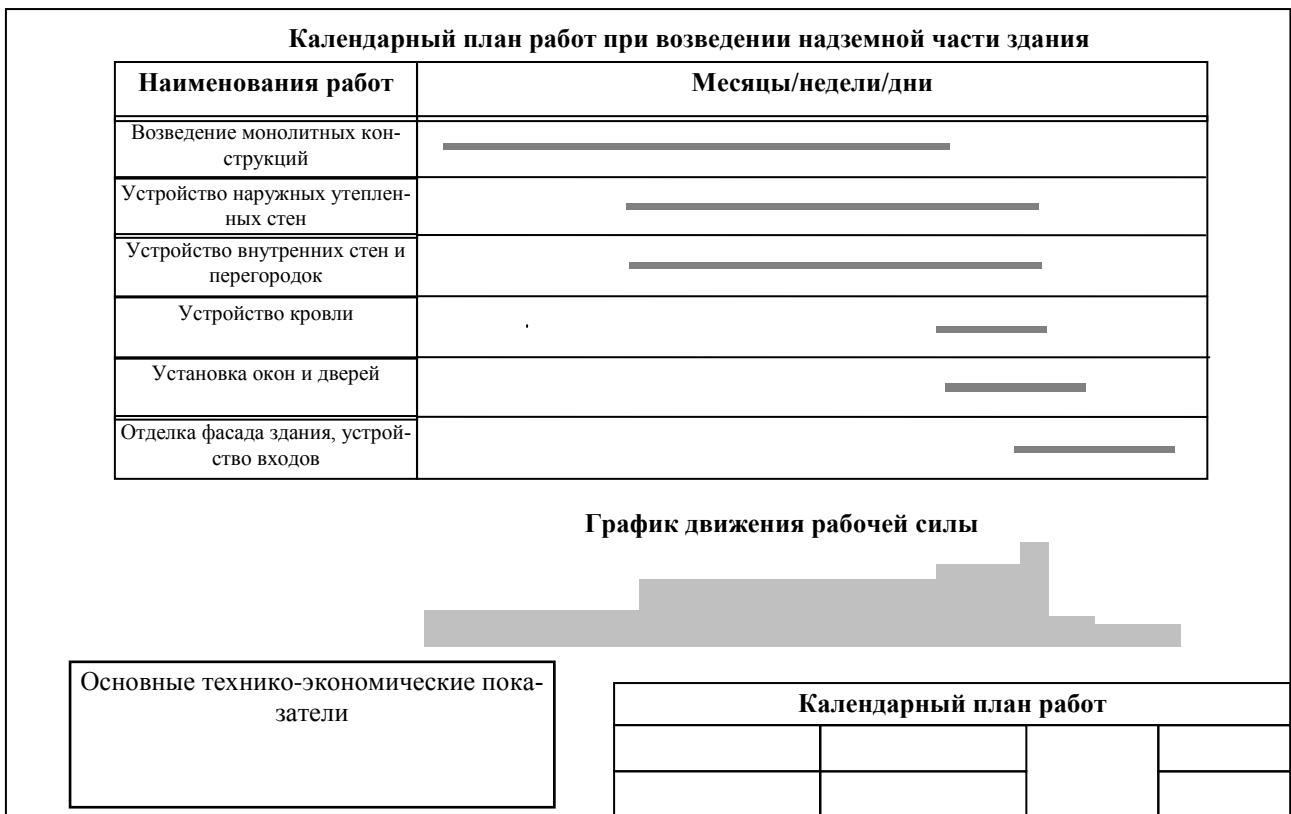 Календарный план работ при возведении надземной части здания
Наименования работ
Месяцы/недели/дни
Возведение монолитных кон-
струкций
Устройство наружных утеплен-
ных стен
Устройство внутренних стен и
перегородок
Устройство кровли
Установка окон и дверей
Отделка фасада здания, устрой-
ство входов
График движения рабочей силы
Основные технико-экономические пока-
затели
Календарный план работ